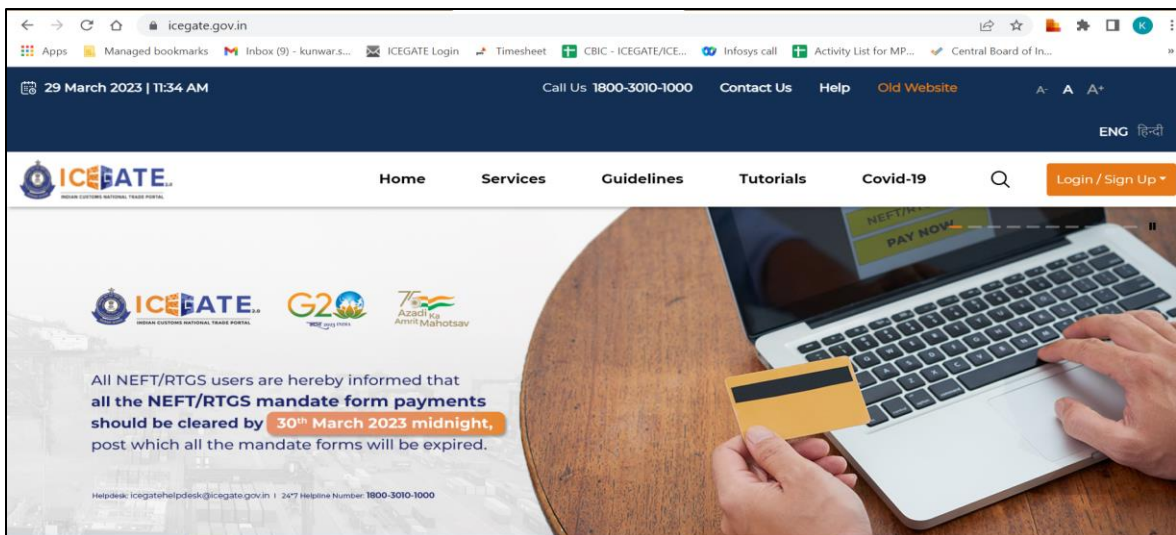 icegate.gov.in
K
Apps Managed bookmarks Inbox (9) - kunwar.s... ICEGATE Login Timesheet CBIC - ICEGATE/ICE... Infosys call Activity List for MP... Central Board of In... »
29 March 2023 | 11:34 AM Call Us 1800-3010-1000 Contact Us Help Old Website A- A A+
ENG हिन्दी
ICEGATE 2.0 Home Services Guidelines Tutorials Covid-19 Login / Sign Up
INDIAN CUSTOMS NATIONAL TRADE PORTAL
NEFT/RTGS
PAY NOW
ICEGATE 2.0 G20 75 Azadi Ka Amrit Mahotsav
INDIAN CUSTOMS NATIONAL TRADE PORTAL
All NEFT/RTGS users are hereby informed that
all the NEFT/RTGS mandate form payments
should be cleared by 30th March 2023 midnight,
post which all the mandate forms will be expired.
Helpdesk: icegatehelpdesk@icegate.gov.in | 24*7 Helpline Number: 1800-3010-1000